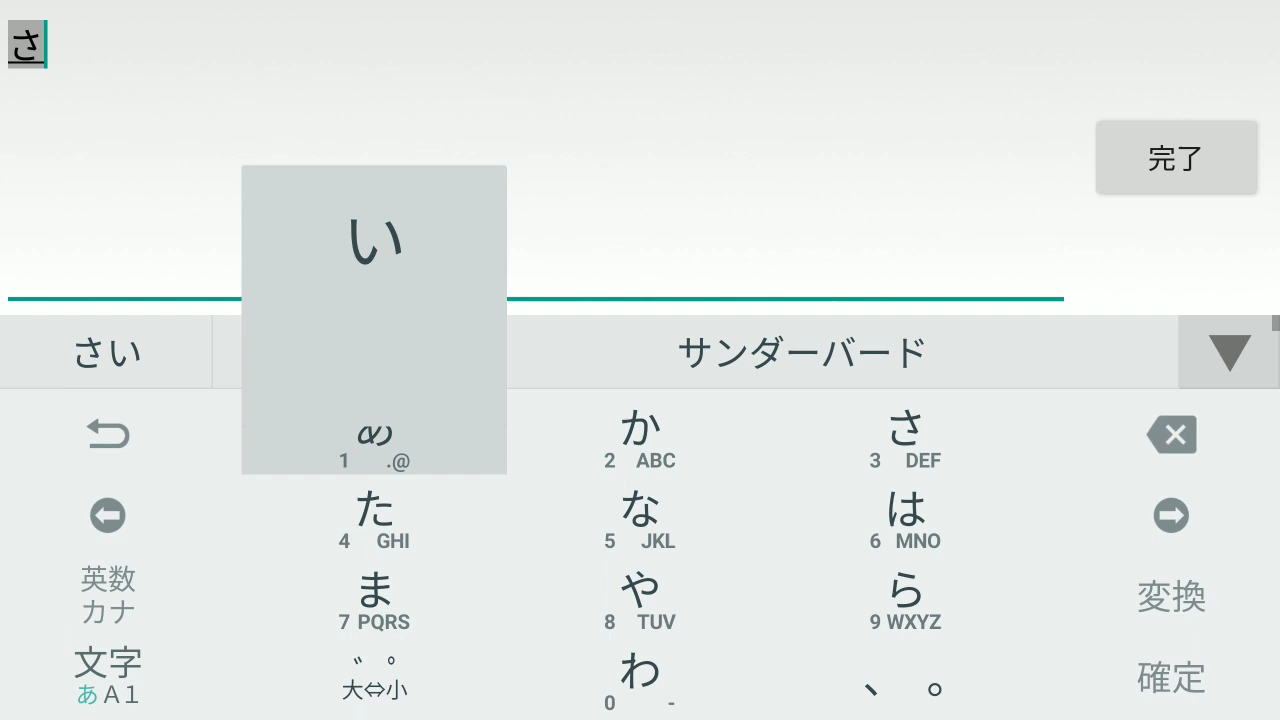 さ
完了
い
さい
サンダーバード
1 .@
か
2 ABC
さ
3 DEF
た
4 GHI
な
5 JKL
は
6 MNO
英数
カナ
ま
7 PQRS
や
8 TUV
ら
9 WXYZ
変換
文字
あA1
゛゜
大⇔小
わ
0 -
、。
確定